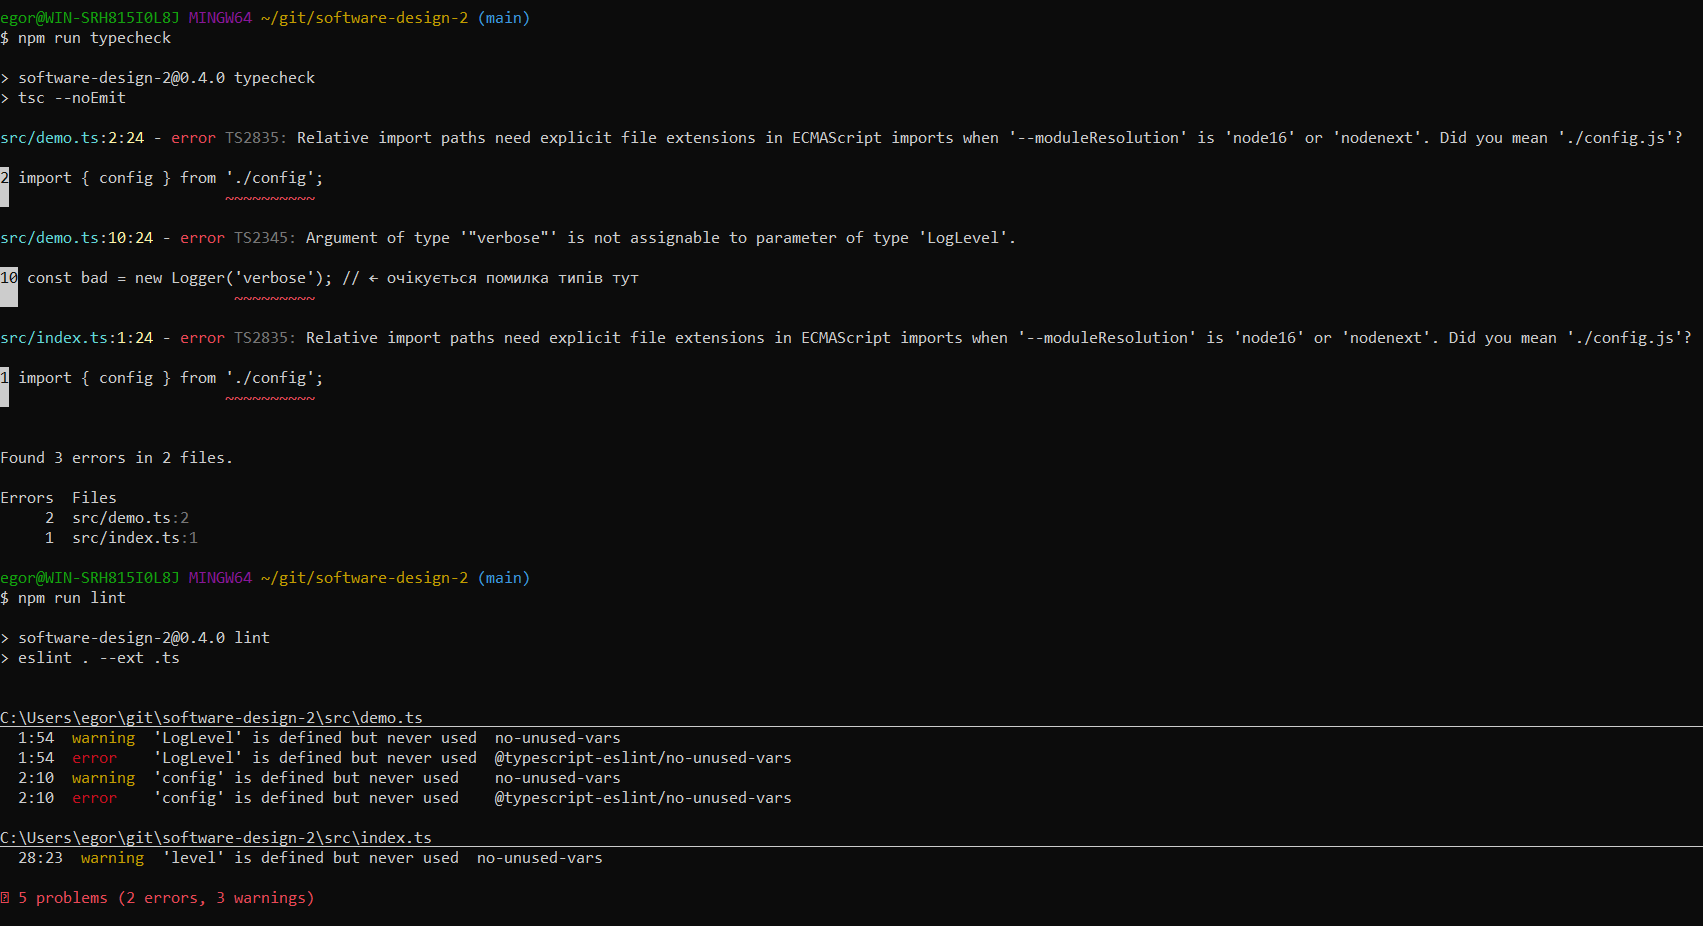 egor@WIN-SRH815I0L8J MINGW64 ~/git/software-design-2 (main)
$ npm run typecheck
> software-design-2@0.4.0 typecheck
> tsc --noEmit
src/demo.ts:2:24 - error TS2835: Relative import paths need explicit file extensions in ECMAScript imports when '--moduleResolution' is 'node16' or 'nodenext'. Did you mean './config.js'?
2 import { config } from './config';
~~~~~~~~~~
src/demo.ts:10:24 - error TS2345: Argument of type '"verbose"' is not assignable to parameter of type 'LogLevel'.
10 const bad = new Logger('verbose'); // ← очікується помилка типів тут
~~~~~~~~~
src/index.ts:1:24 - error TS2835: Relative import paths need explicit file extensions in ECMAScript imports when '--moduleResolution' is 'node16' or 'nodenext'. Did you mean './config.js'?
1 import { config } from './config';
~~~~~~~~~~
Found 3 errors in 2 files.
Errors  Files
2  src/demo.ts:2
1  src/index.ts:1
egor@WIN-SRH815I0L8J MINGW64 ~/git/software-design-2 (main)
$ npm run lint
> software-design-2@0.4.0 lint
> eslint . --ext .ts
C:\Users\egor\git\software-design-2\src\demo.ts
1:54  warning  'LogLevel' is defined but never used  no-unused-vars
1:54  error    'LogLevel' is defined but never used  @typescript-eslint/no-unused-vars
2:10  warning  'config' is defined but never used    no-unused-vars
2:10  error    'config' is defined but never used    @typescript-eslint/no-unused-vars
C:\Users\egor\git\software-design-2\src\index.ts
28:23  warning  'level' is defined but never used  no-unused-vars
5 problems (2 errors, 3 warnings)